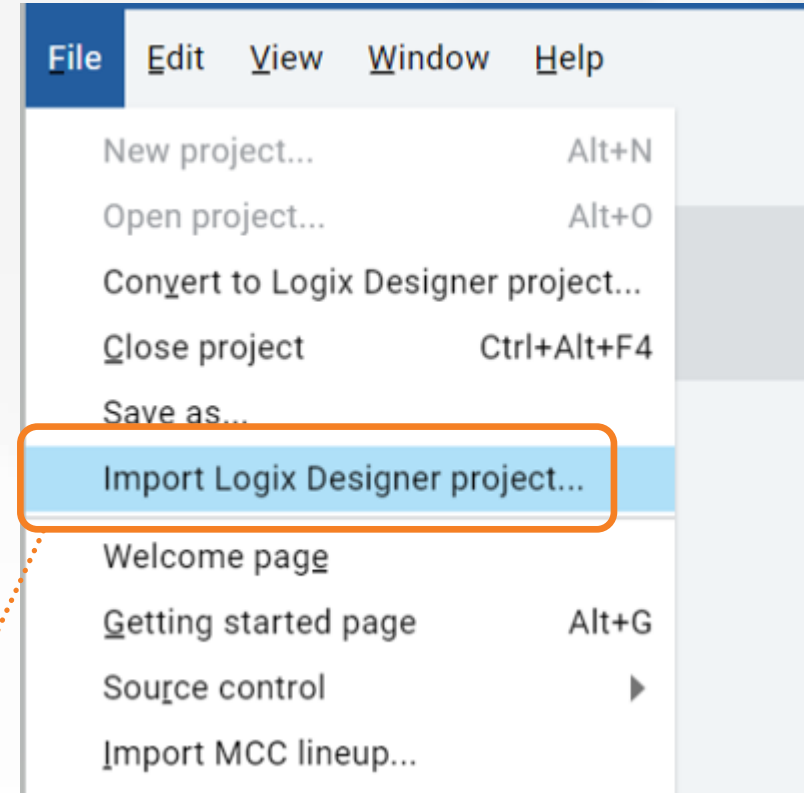 File Edit View Window Help
New project... Alt+N
Open project... Alt+O
Convert to Logix Designer project...
Close project Ctrl+Alt+F4
Save as...
Import Logix Designer project...
Welcome page
Getting started page Alt+G
Source control
Import MCC lineup...